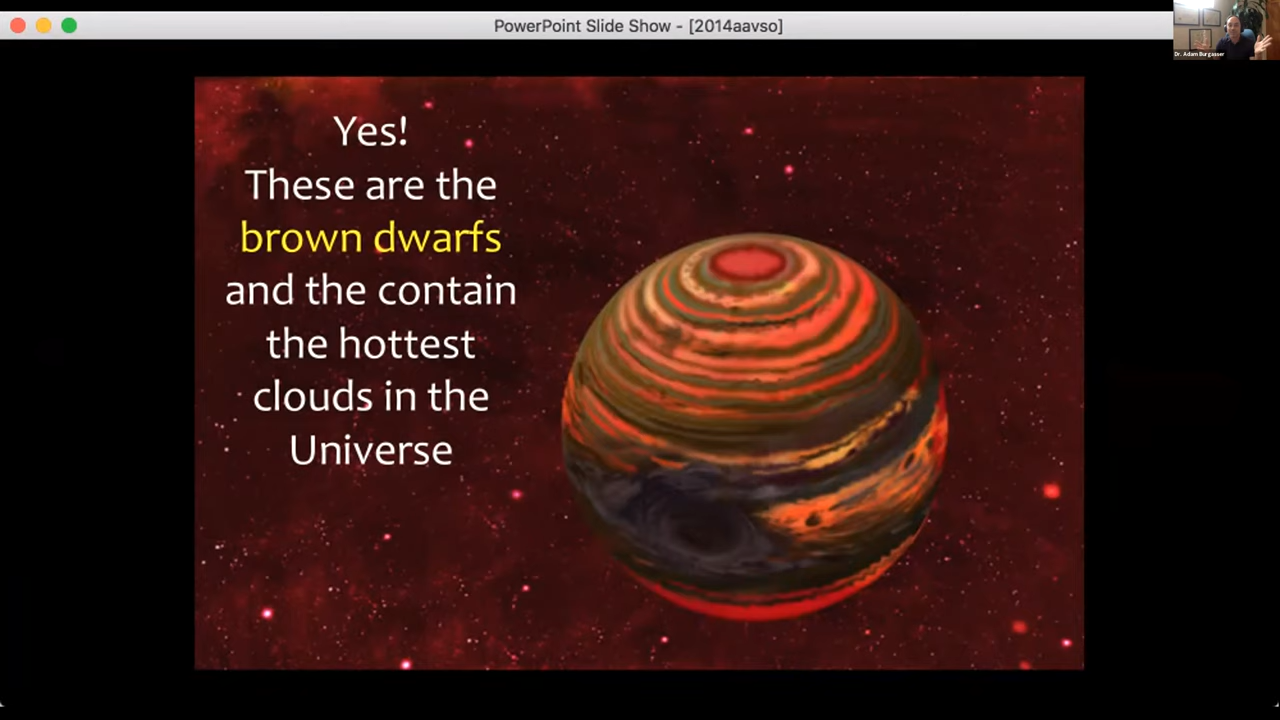 PowerPoint Slide Show - [2014aavso]
Dr. Adam Burgasser
Yes!
These are the
brown dwarfs
and the contain
the hottest
clouds in the
Universe